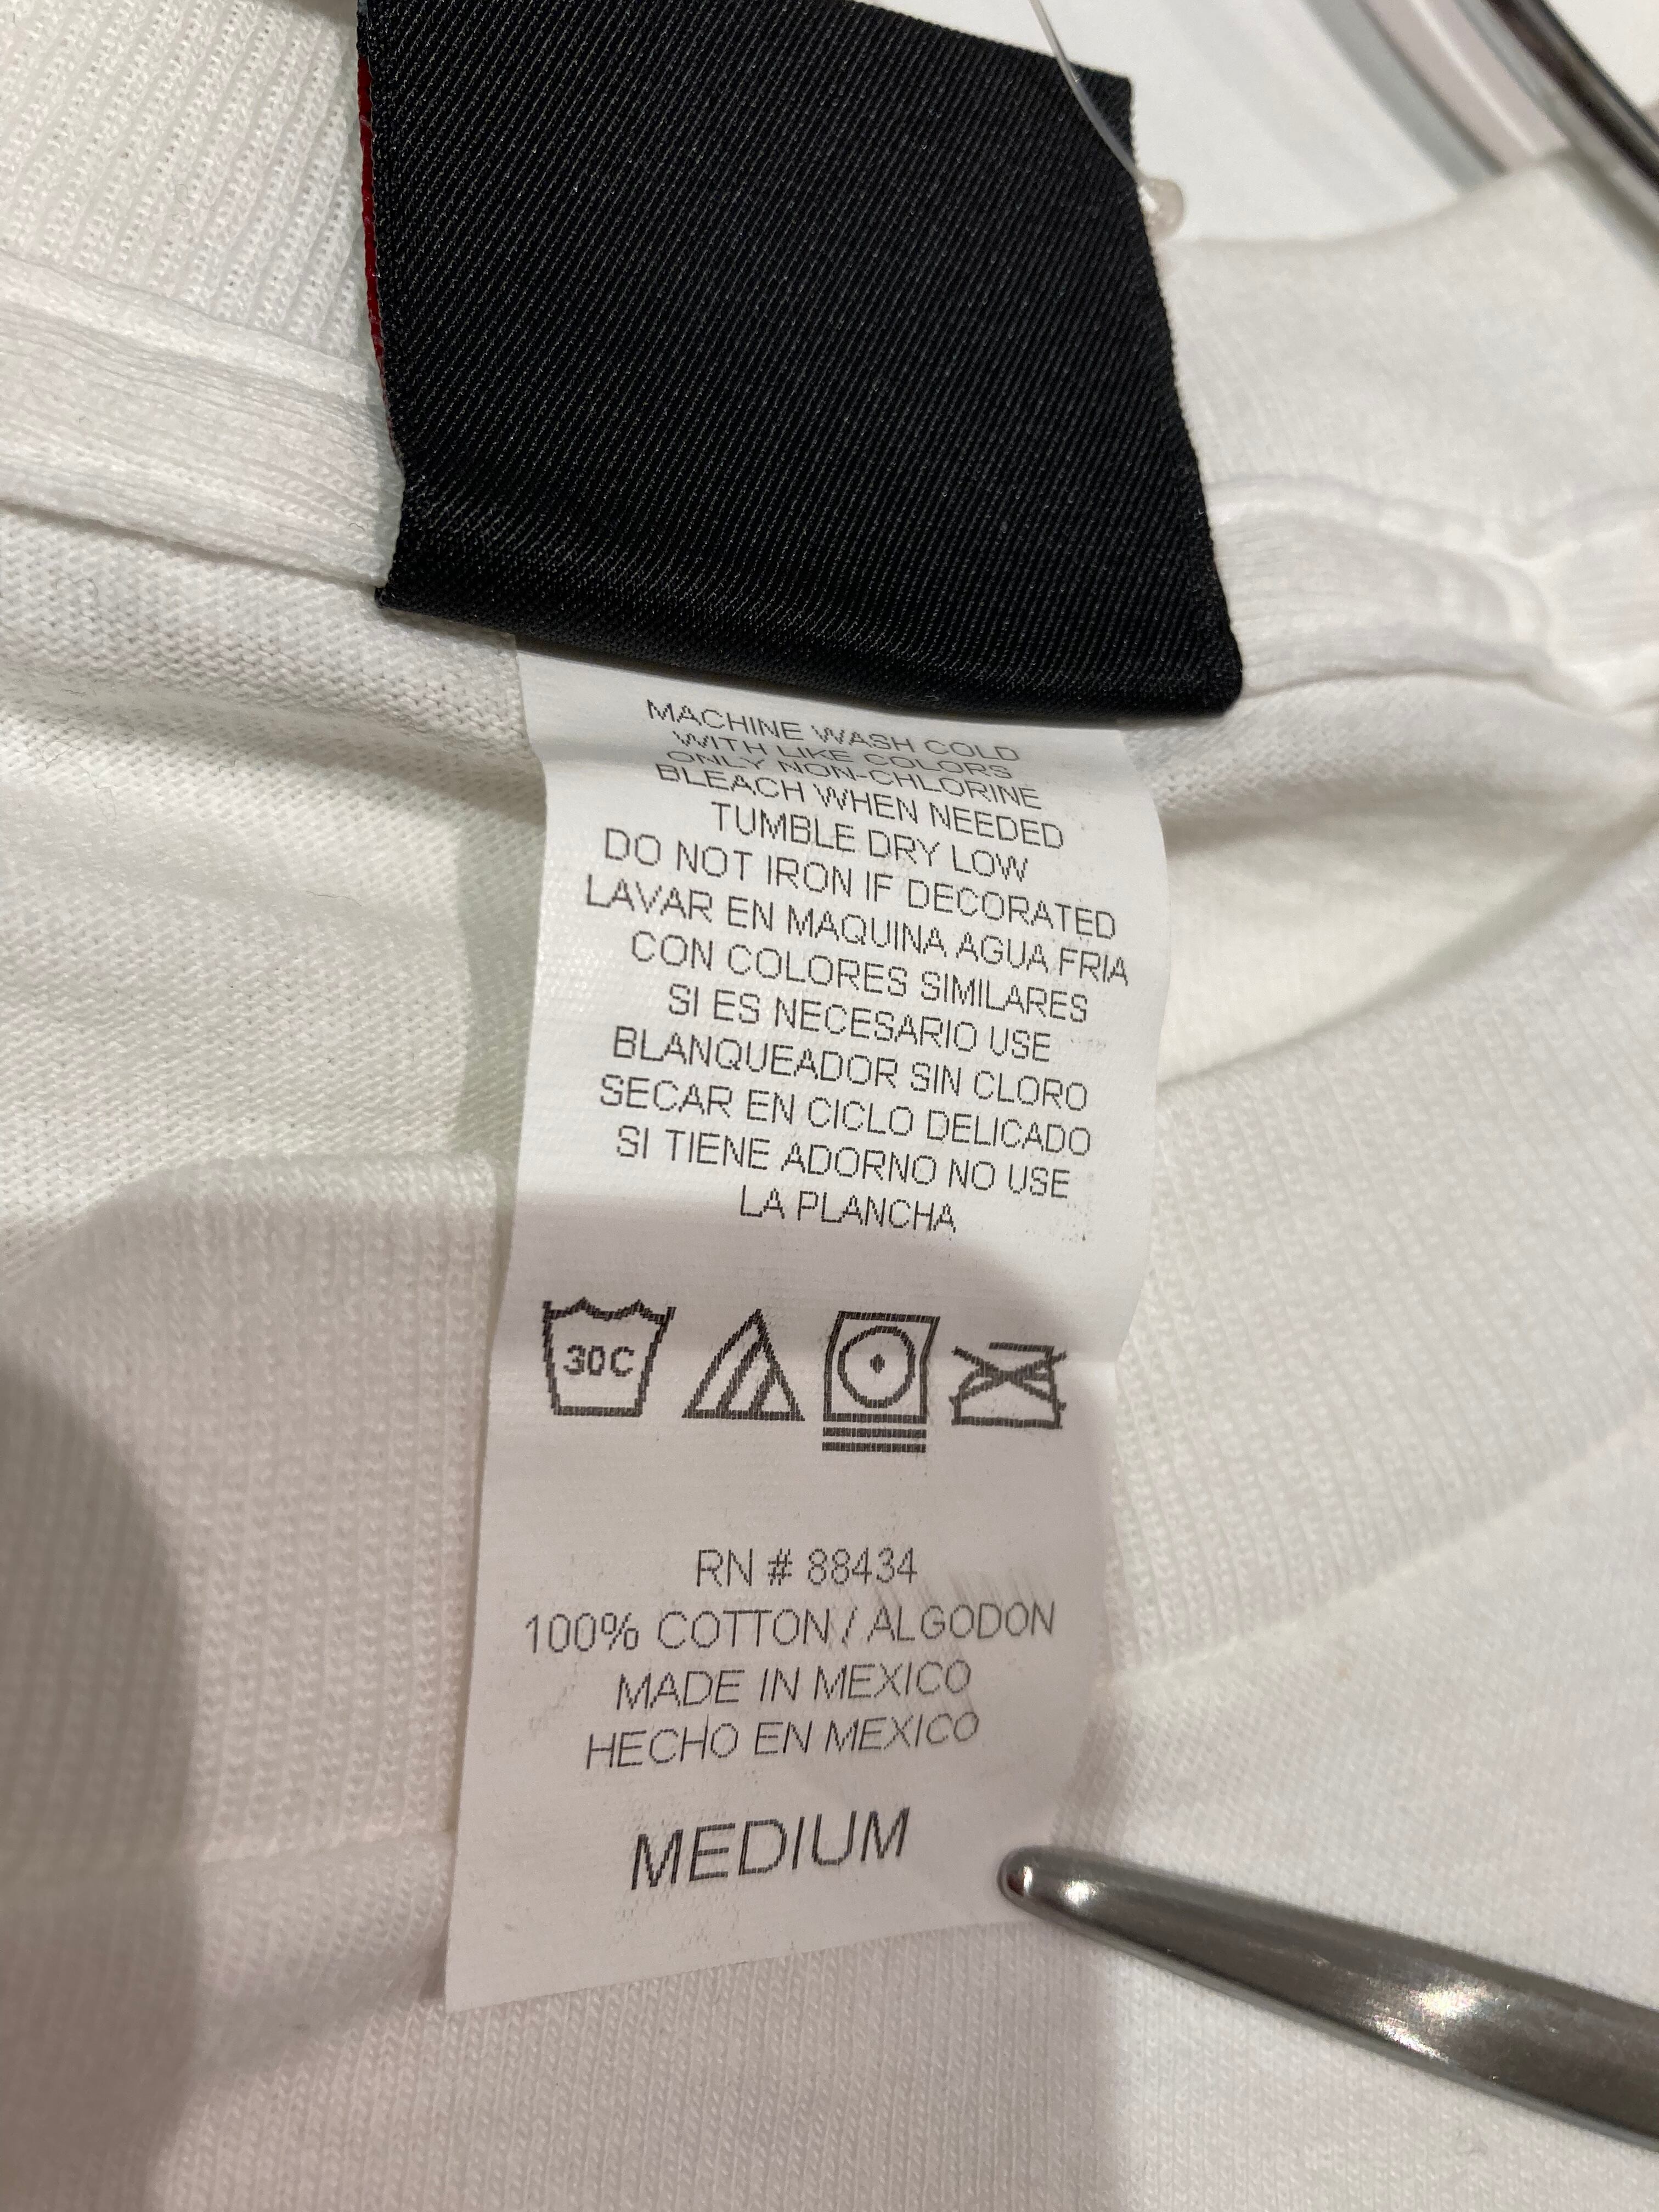 MACHINE WASH COLD
WITH LIKE COLORS
ONLY NON-CHLORINE
BLEACH WHEN NEEDED
TUMBLE DRY LOW
DO NOT IRON IF DECORATED
LAVAR EN MAQUINA AGUA FRIA
CON COLORES SIMILARES
SI ES NECESARIO USE
BLANQUEADOR SIN CLORO
SECAR EN CICLO DELICADO
SI TIENE ADORNO NO USE
LA PLANCHA
30C
RN # 88434
100% COTTON / ALGODON
MADE IN MEXICO
HECHO EN MEXICO
MEDIUM